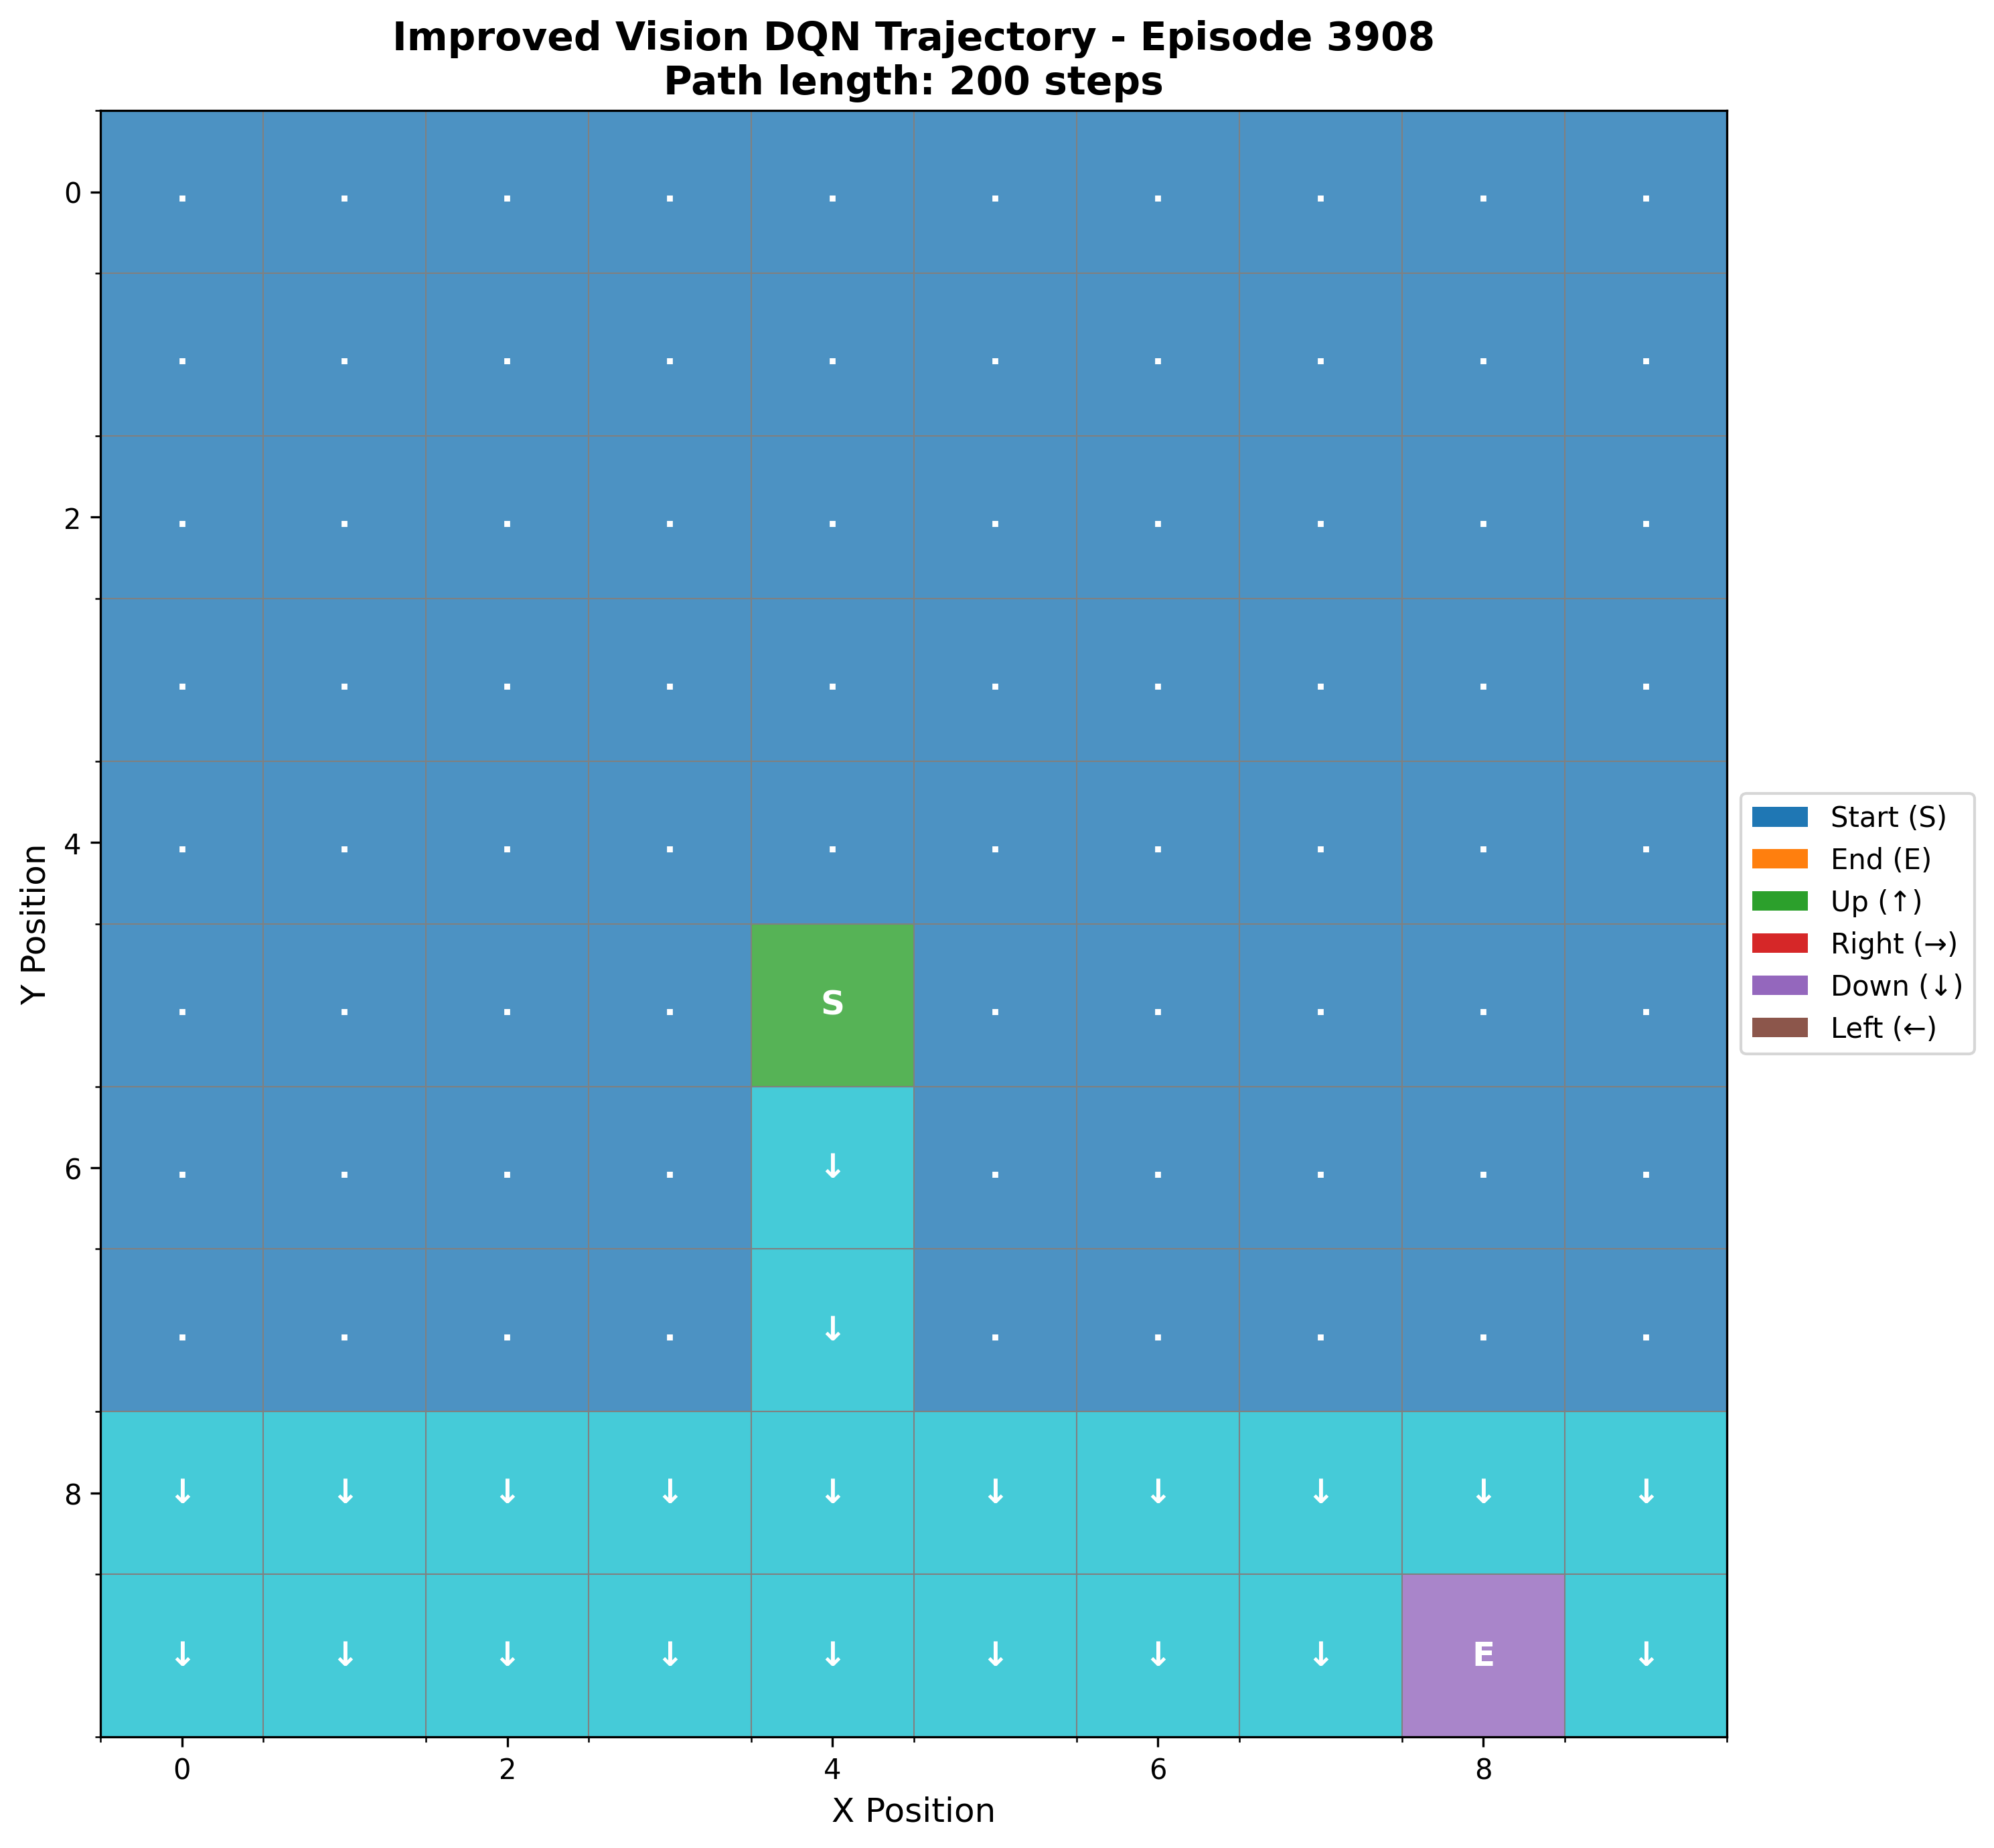 Improved Vision DQN Trajectory - Episode 3908
Path length: 200 steps
0
. . . . . . . . . .
. . . . . . . . . .
2
. . . . . . . . . .
. . . . . . . . . .
4
. . . . . . . . . .
. . . . S . . . . .
6
. . . . ↓ . . . . .
. . . . ↓ . . . . .
8
↓ ↓ ↓ ↓ ↓ ↓ ↓ ↓ ↓ ↓
↓ ↓ ↓ ↓ ↓ ↓ ↓ ↓ E ↓
0 2 4 6 8
X Position
Y Position
Start (S)
End (E)
Up (↑)
Right (→)
Down (↓)
Left (←)